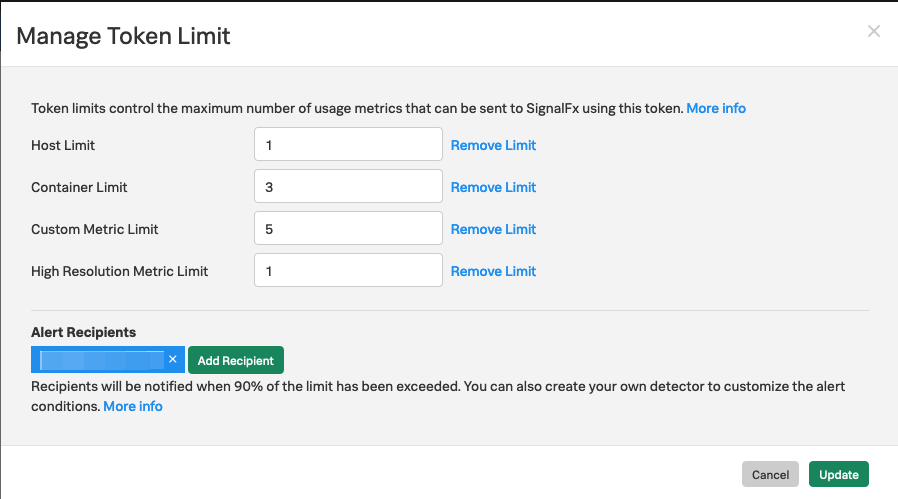 Manage Token Limit
×
Token limits control the maximum number of usage metrics that can be sent to SignalFx using this token. More info
Host Limit 1 Remove Limit
Container Limit 3 Remove Limit
Custom Metric Limit 5 Remove Limit
High Resolution Metric Limit 1 Remove Limit
Alert Recipients
× Add Recipient
Recipients will be notified when 90% of the limit has been exceeded. You can also create your own detector to customize the alert
conditions. More info
Cancel Update